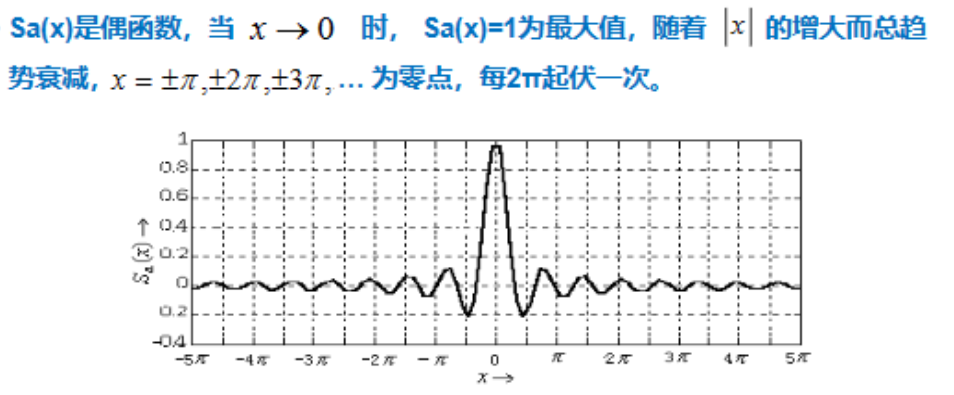 Sa(x)是偶函数，当 x → 0 时， Sa(x)=1为最大值，随着 |x| 的增大而总趋
势衰减，x = ±π,±2π,±3π, … 为零点，每2π起伏一次。
1
0.8
0.6
0.4
0.2
0
0.2
-0.4
Sa(x) →
-5π -4π -3π -2π -π 0 π 2π 3π 4π 5π
x→